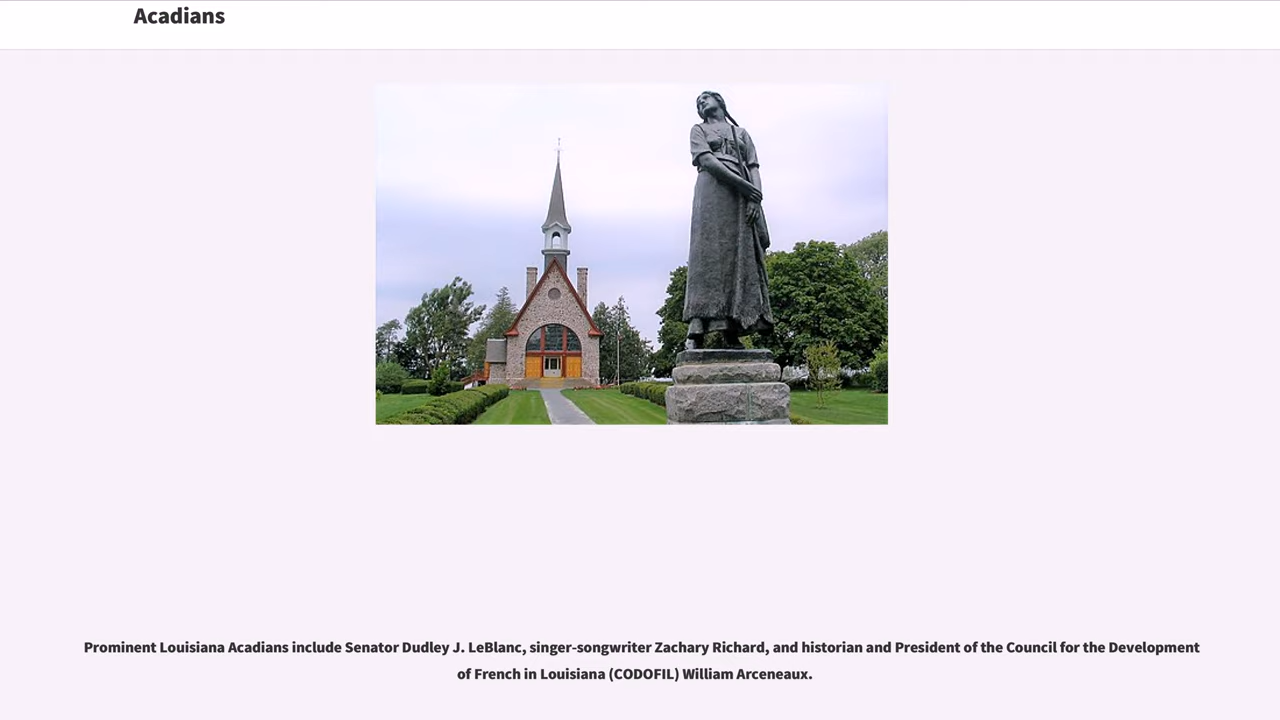 Acadians
Prominent Louisiana Acadians include Senator Dudley J. LeBlanc, singer-songwriter Zachary Richard, and historian and President of the Council for the Development
of French in Louisiana (CODOFIL) William Arceneaux.